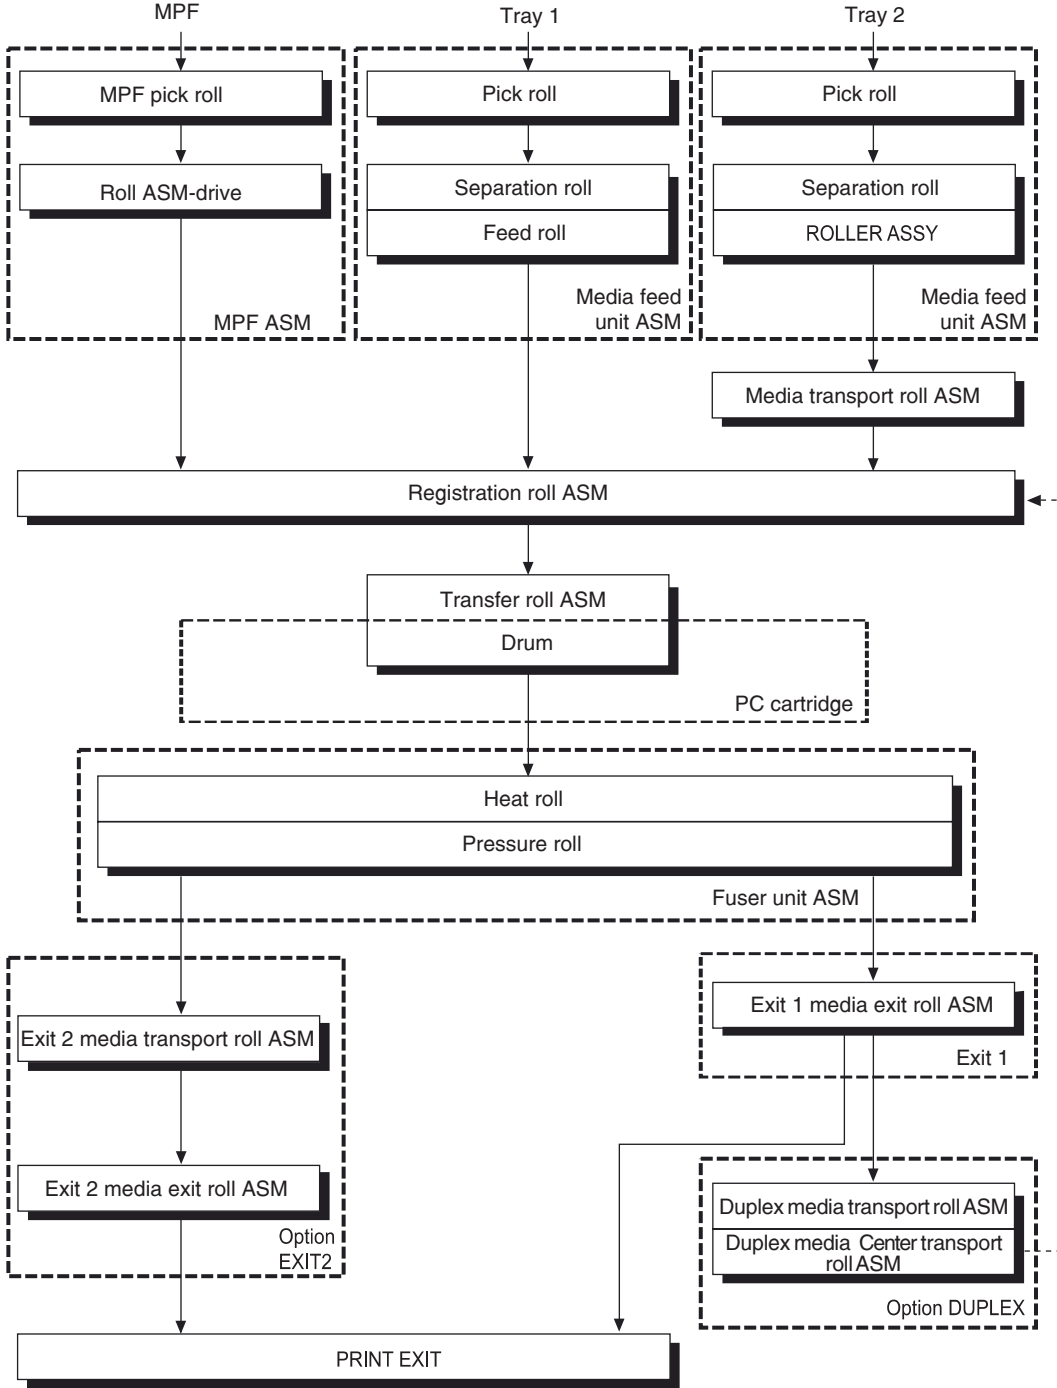 MPF
Tray 1
Tray 2
MPF pick roll
Pick roll
Pick roll
Roll ASM-drive
Separation roll
Feed roll
Separation roll
ROLLER ASSY
MPF ASM
Media feed
unit ASM
Media feed
unit ASM
Media transport roll ASM
Registration roll ASM
Transfer roll ASM
Drum
PC cartridge
Heat roll
Pressure roll
Fuser unit ASM
Exit 1 media exit roll ASM
Exit 1
Exit 2 media transport roll ASM
Exit 2 media exit roll ASM
Option
EXIT2
Duplex media transport roll ASM
Duplex media Center transport
roll ASM
Option DUPLEX
PRINT EXIT